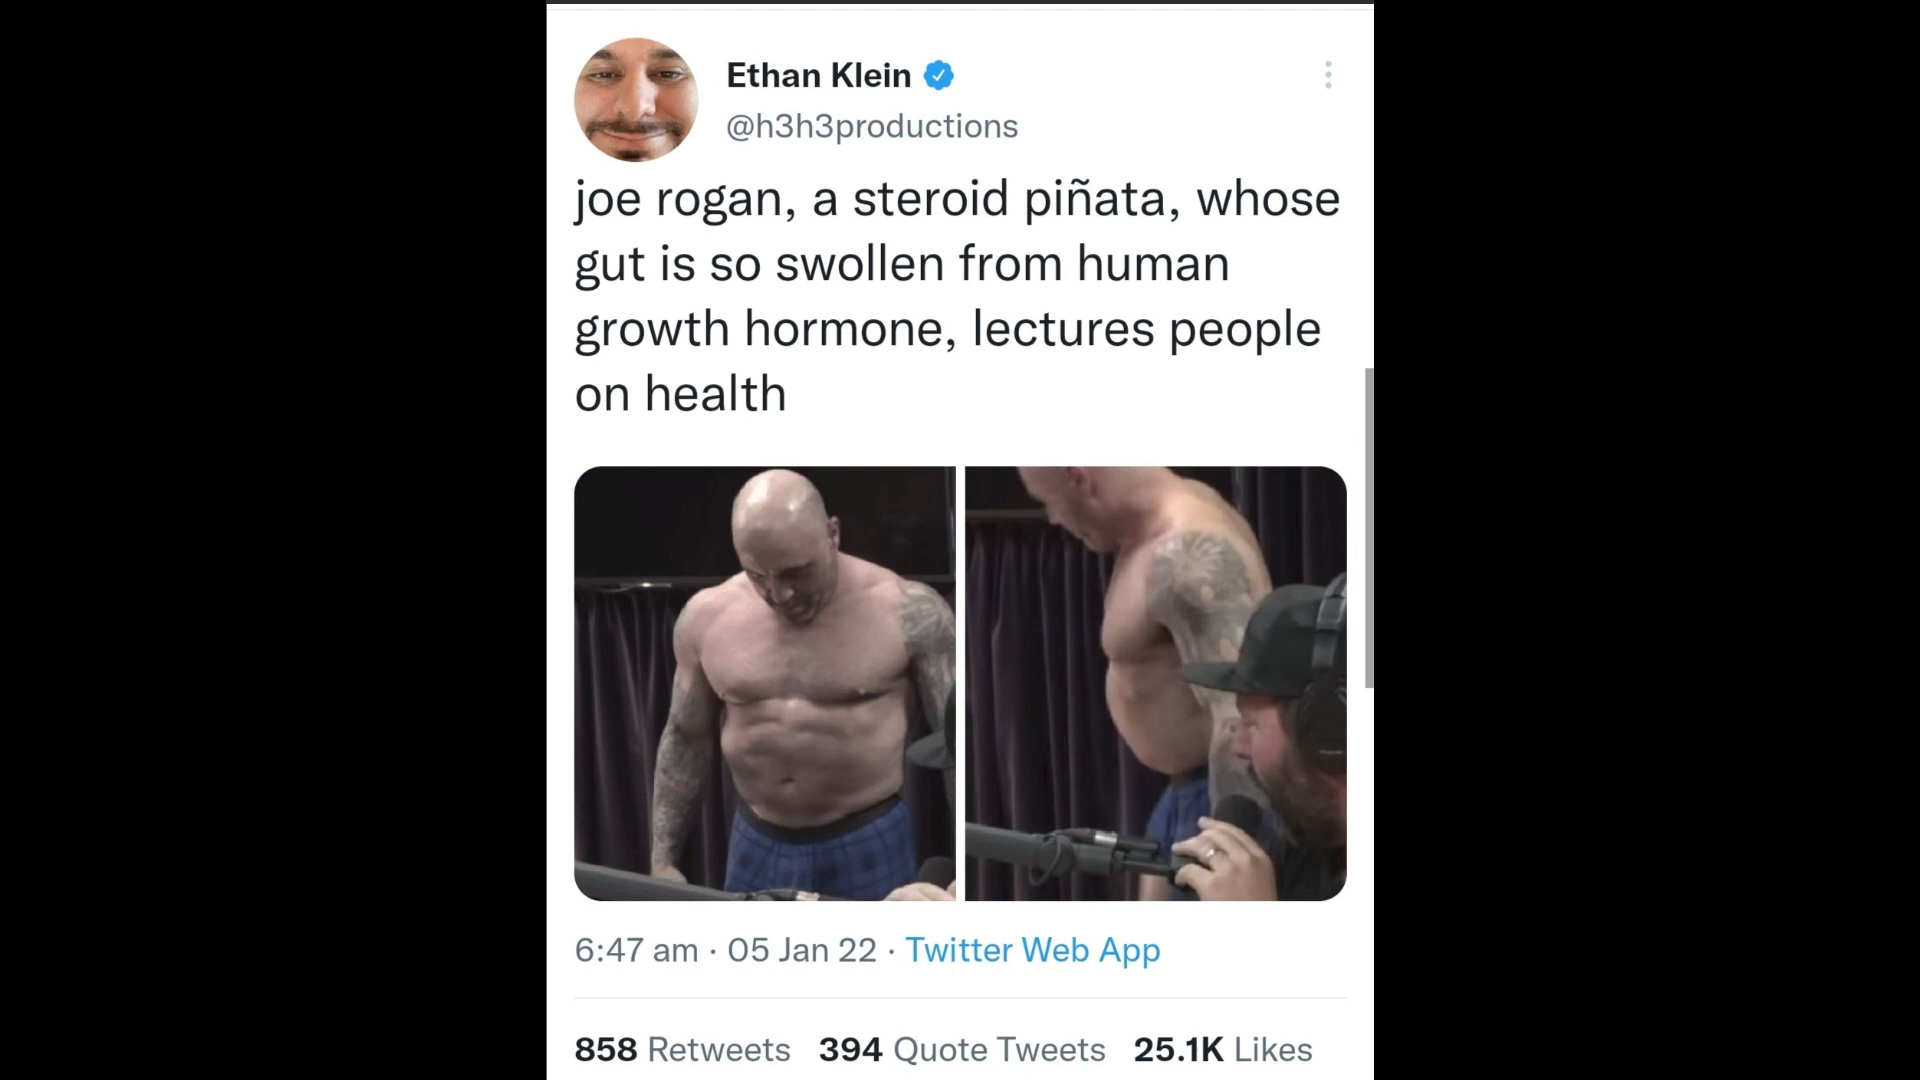 Ethan Klein
@h3h3productions
joe rogan, a steroid piñata, whose
gut is so swollen from human
growth hormone, lectures people
on health
6:47 am · 05 Jan 22 · Twitter Web App
858 Retweets 394 Quote Tweets 25.1K Likes